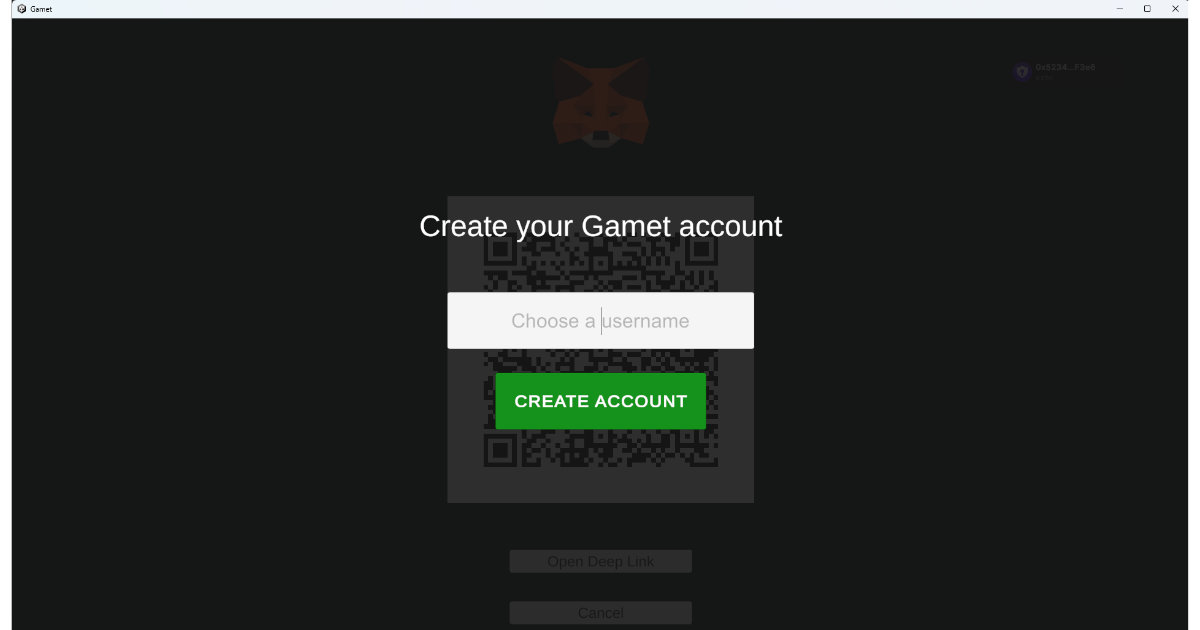 Gamet
0x5234...F3e6
Create your Gamet account
Choose a username
CREATE ACCOUNT
Open Deep Link
Cancel